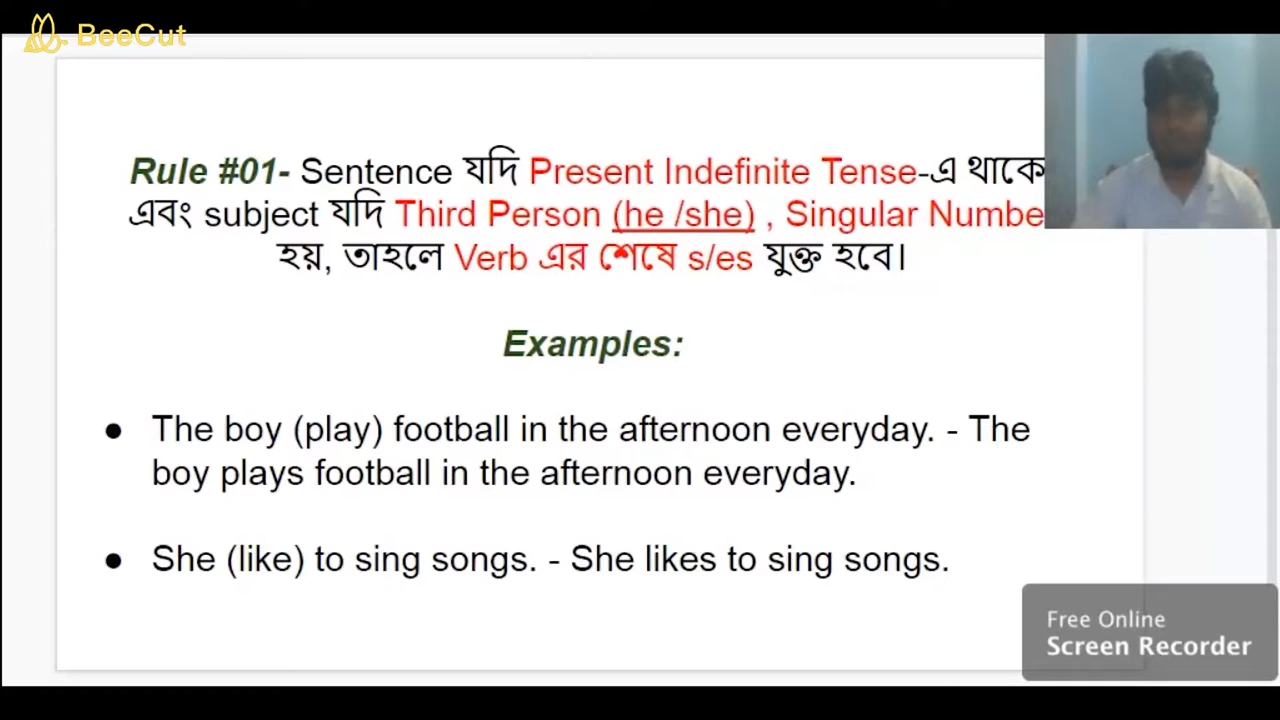 BeeCut
Rule #01- Sentence যদি Present Indefinite Tense-এ থাকে
এবং subject যদি Third Person (he /she) , Singular Numbe
হয়, তাহলে Verb এর শেষে s/es যুক্ত হবে।
Examples:
● The boy (play) football in the afternoon everyday. - The
boy plays football in the afternoon everyday.
● She (like) to sing songs. - She likes to sing songs.
Free Online
Screen Recorder